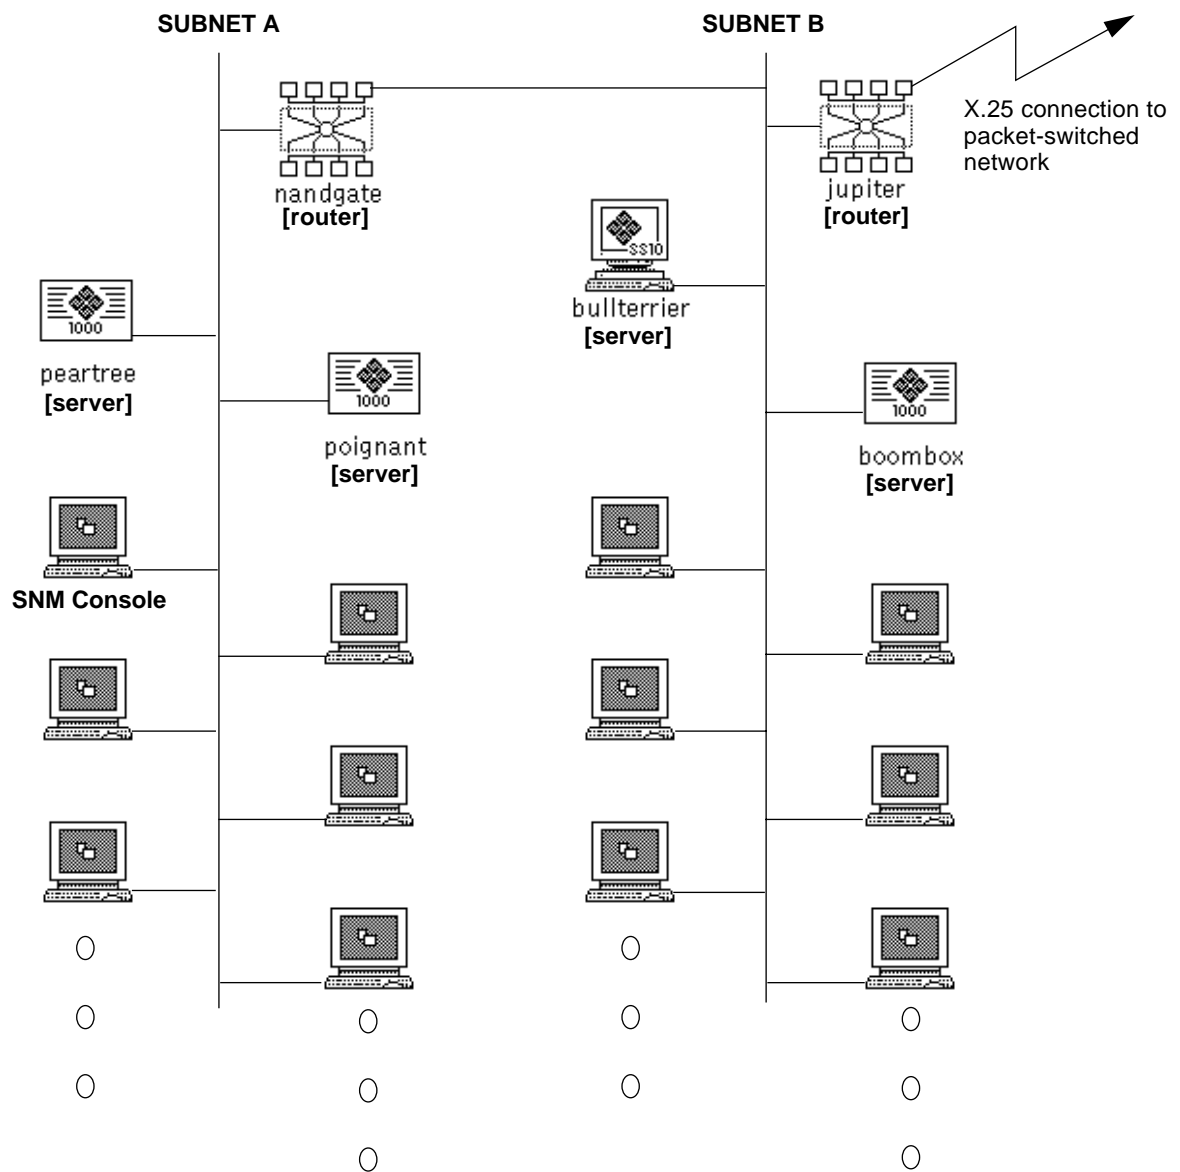 SUBNET A
SUBNET B
X.25 connection to
packet-switched
network
nandgate
[router]
jupiter
[router]
SS10
bullterrier
[server]
1000
peartree
[server]
1000
poignant
[server]
1000
boombox
[server]
SNM Console